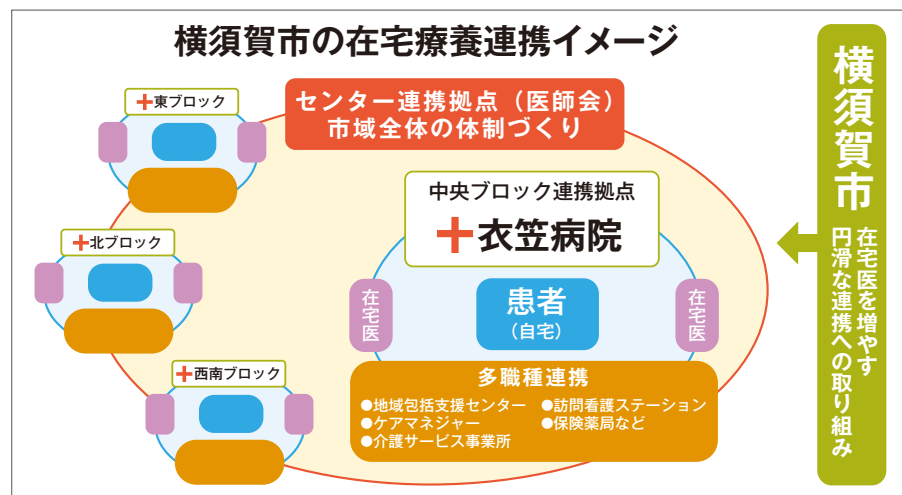 横須賀市の在宅療養連携イメージ
センター連携拠点（医師会）
市域全体の体制づくり
東ブロック
北ブロック
西南ブロック
中央ブロック連携拠点
衣笠病院
在宅医
患者
（自宅）
在宅医
多職種連携
●地域包括支援センター
●ケアマネジャー
●介護サービス事業所
●訪問看護ステーション
●保険薬局など
横須賀市
在宅医を増やす
円滑な連携への取り組み